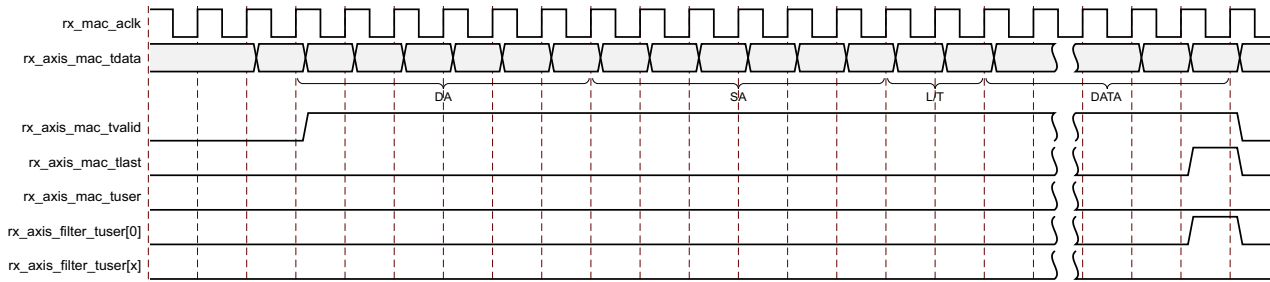 rx_mac_aclk
rx_axis_mac_tdata
DA SA L/T DATA
rx_axis_mac_tvalid
rx_axis_mac_tlast
rx_axis_mac_tuser
rx_axis_filter_tuser[0]
rx_axis_filter_tuser[x]